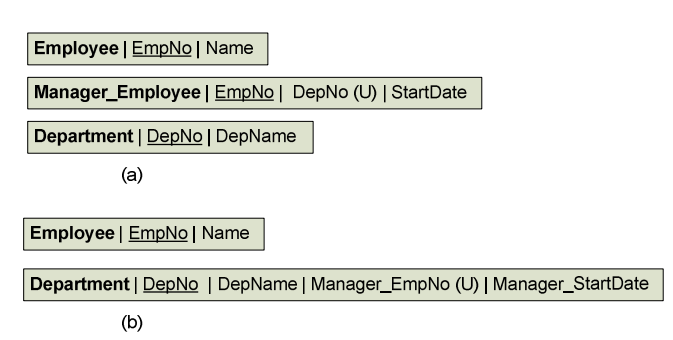 Employee | EmpNo | Name
Manager_Employee | EmpNo | DepNo (U) | StartDate
Department | DepNo | DepName
(a)
Employee | EmpNo | Name
Department | DepNo | DepName | Manager_EmpNo (U) | Manager_StartDate
(b)